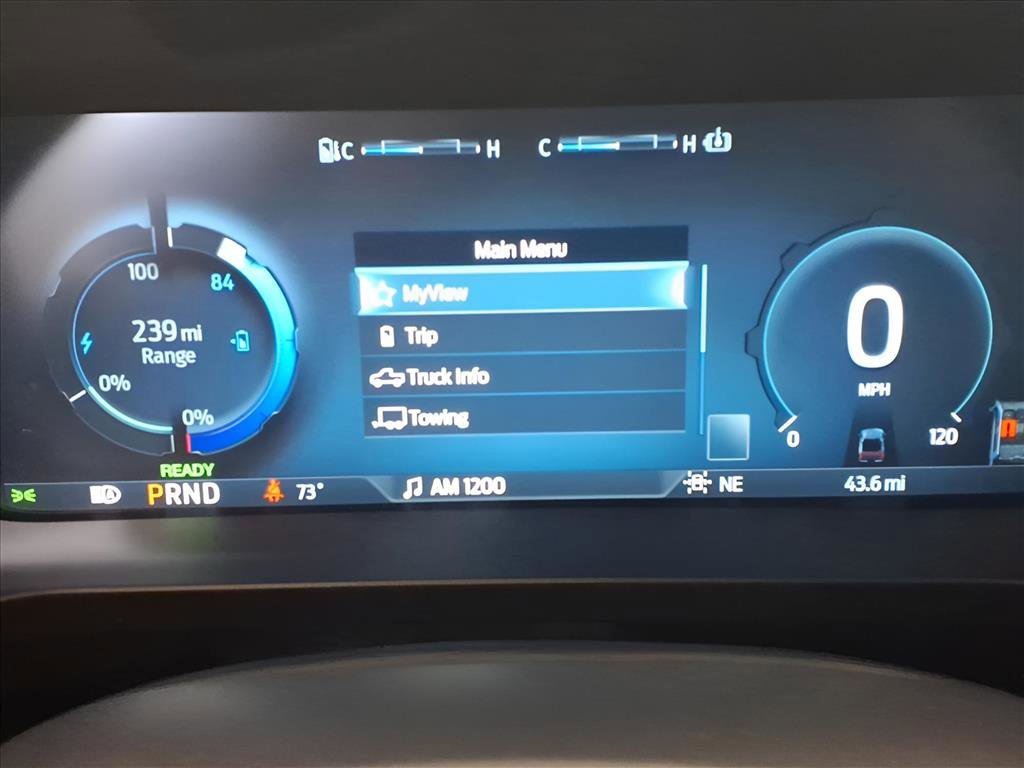 C H
C H
100
84
239 mi
Range
0%
0%
Main Menu
MyView
Trip
Truck Info
Towing
0
MPH
0
120
READY
PRND
73°
AM 1200
NE
43.6 mi